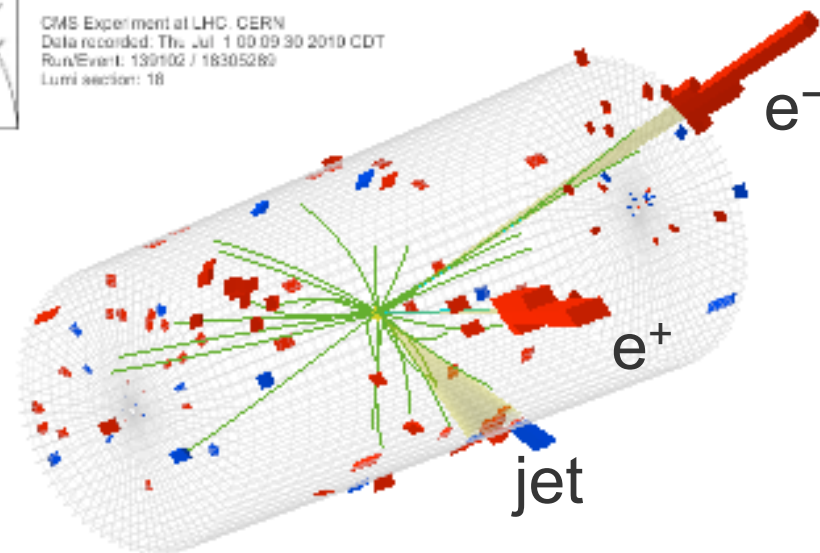 CMS Experiment at LHC, CERN
Data recorded: Thu Jul 1 00:09:30 2010 CDT
Run/Event: 139102 / 18305289
Lumi section: 18
e⁻
e⁺
jet